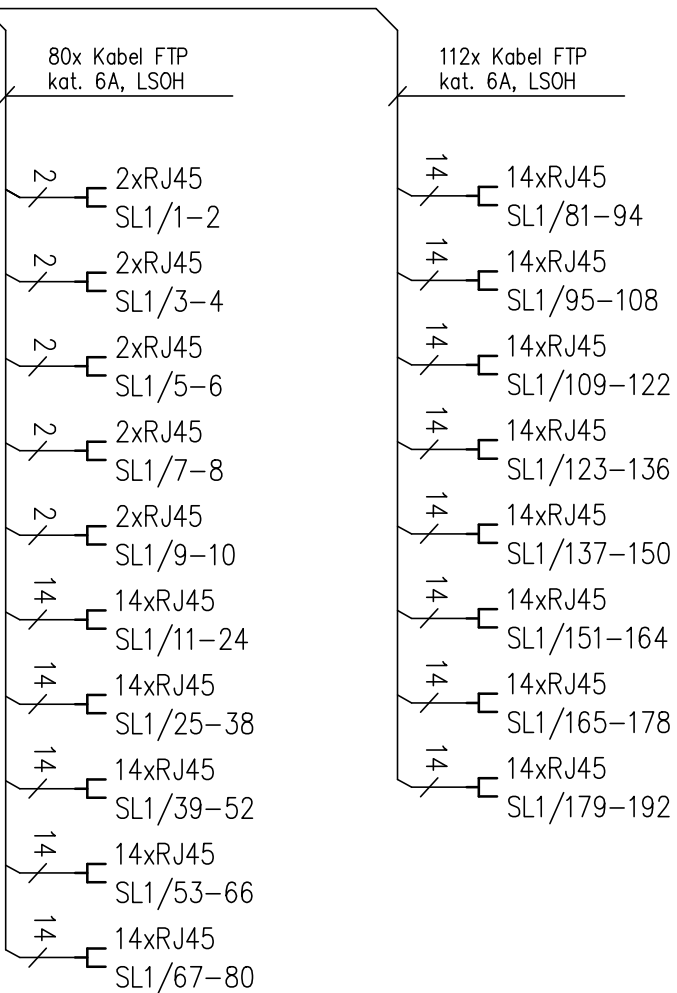 80x Kabel FTP
kat. 6A, LSOH
2
2xRJ45
SL1/1-2
2
2xRJ45
SL1/3-4
2
2xRJ45
SL1/5-6
2
2xRJ45
SL1/7-8
2
2xRJ45
SL1/9-10
14
14xRJ45
SL1/11-24
14
14xRJ45
SL1/25-38
14
14xRJ45
SL1/39-52
14
14xRJ45
SL1/53-66
14
14xRJ45
SL1/67-80
112x Kabel FTP
kat. 6A, LSOH
14
14xRJ45
SL1/81-94
14
14xRJ45
SL1/95-108
14
14xRJ45
SL1/109-122
14
14xRJ45
SL1/123-136
14
14xRJ45
SL1/137-150
14
14xRJ45
SL1/151-164
14
14xRJ45
SL1/165-178
14
14xRJ45
SL1/179-192